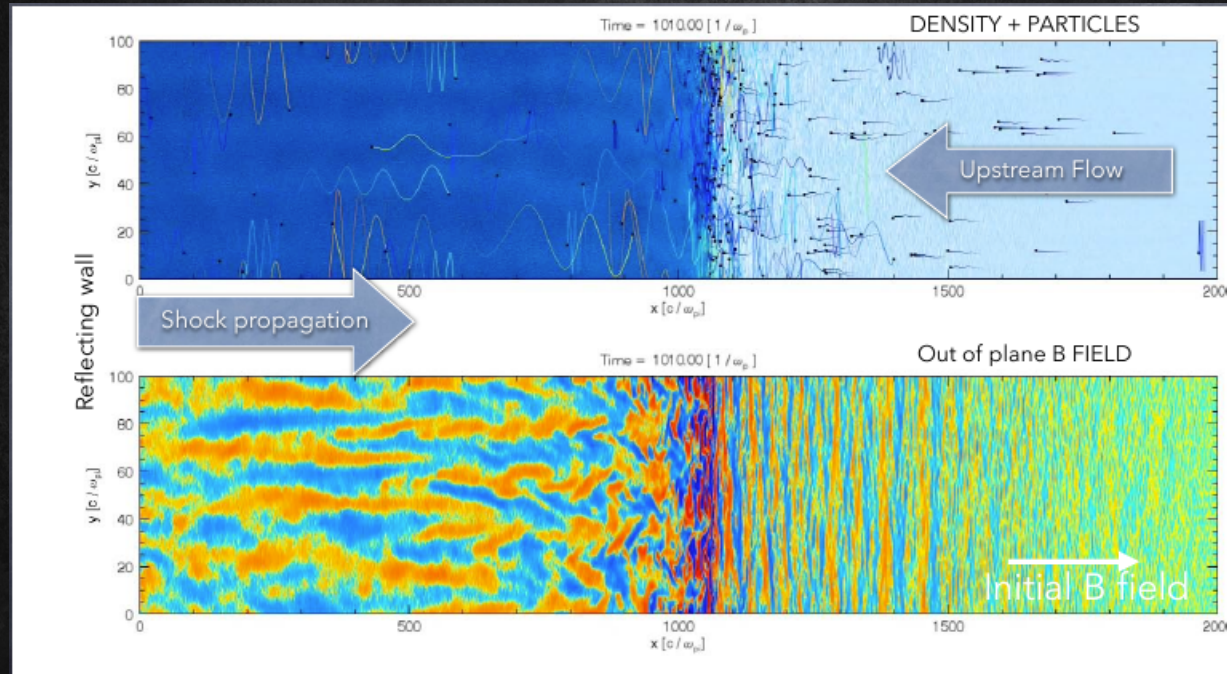 Time = 1010.00 [ 1 / ωp ]
DENSITY + PARTICLES
100
80
60
40
20
0
y [ c / ωpi ]
Upstream Flow
0
500
1000
1500
2000
x [ c / ωpi ]
Reflecting wall
Shock propagation
Time = 1010.00 [ 1 / ωp ]
Out of plane B FIELD
100
80
60
40
20
0
y [ c / ωpi ]
Initial B field
0
500
1000
1500
200
x [ c / ωpi ]